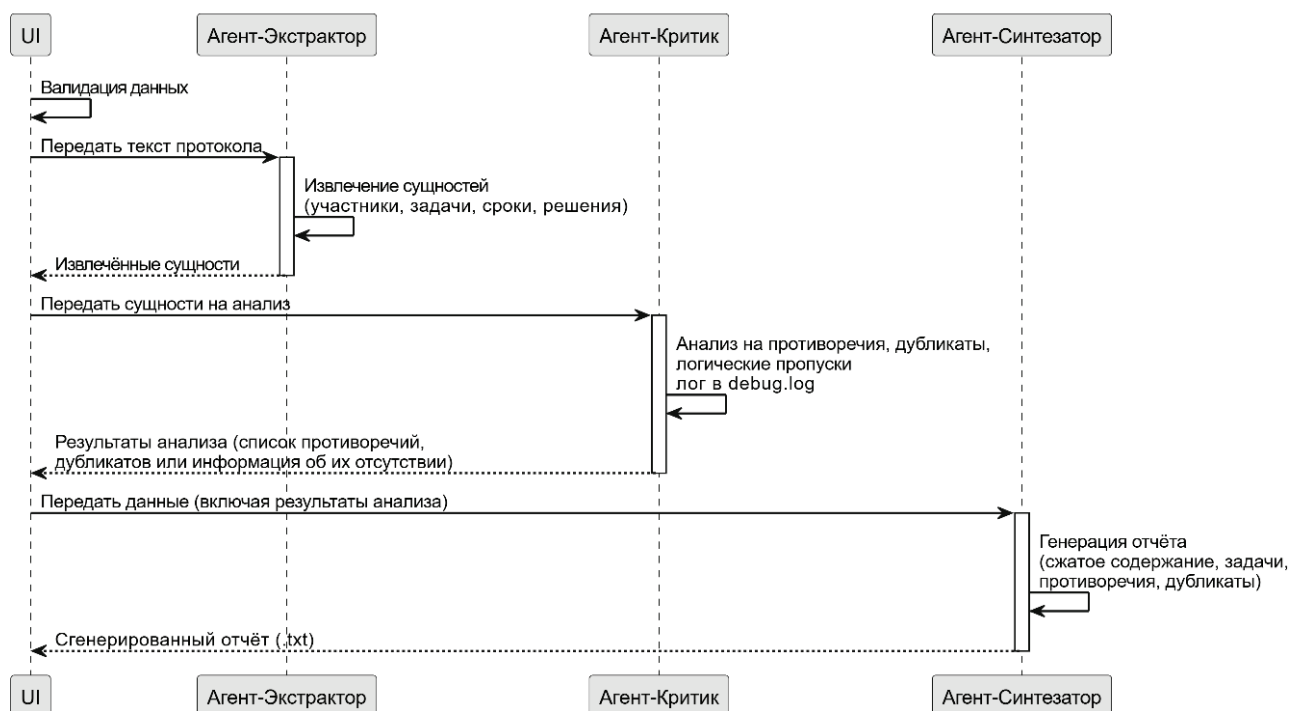 UI
Агент-Экстрактор
Агент-Критик
Агент-Синтезатор
Валидация данных
Передать текст протокола
Извлечение сущностей
(участники, задачи, сроки, решения)
Извлечённые сущности
Передать сущности на анализ
Анализ на противоречия, дубликаты,
логические пропуски
лог в debug.log
Результаты анализа (список противоречий,
дубликатов или информация об их отсутствии)
Передать данные (включая результаты анализа)
Генерация отчёта
(сжатое содержание, задачи,
противоречия, дубликаты)
Сгенерированный отчёт (.txt)
UI
Агент-Экстрактор
Агент-Критик
Агент-Синтезатор